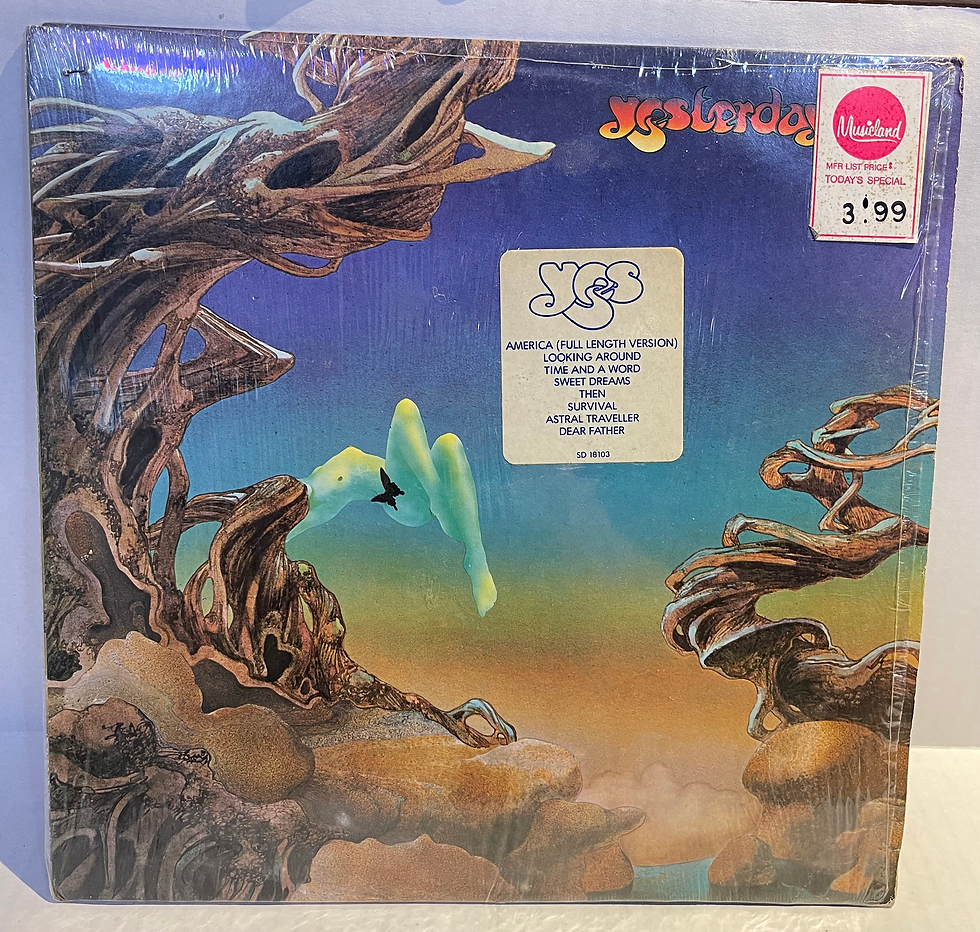 Yesterday
Musicland
MFR LIST PRICE $
TODAY'S SPECIAL
3.99
yes
AMERICA (FULL LENGTH VERSION)
LOOKING AROUND
TIME AND A WORD
SWEET DREAMS
THEN
SURVIVAL
ASTRAL TRAVELLER
DEAR FATHER
SD 18103